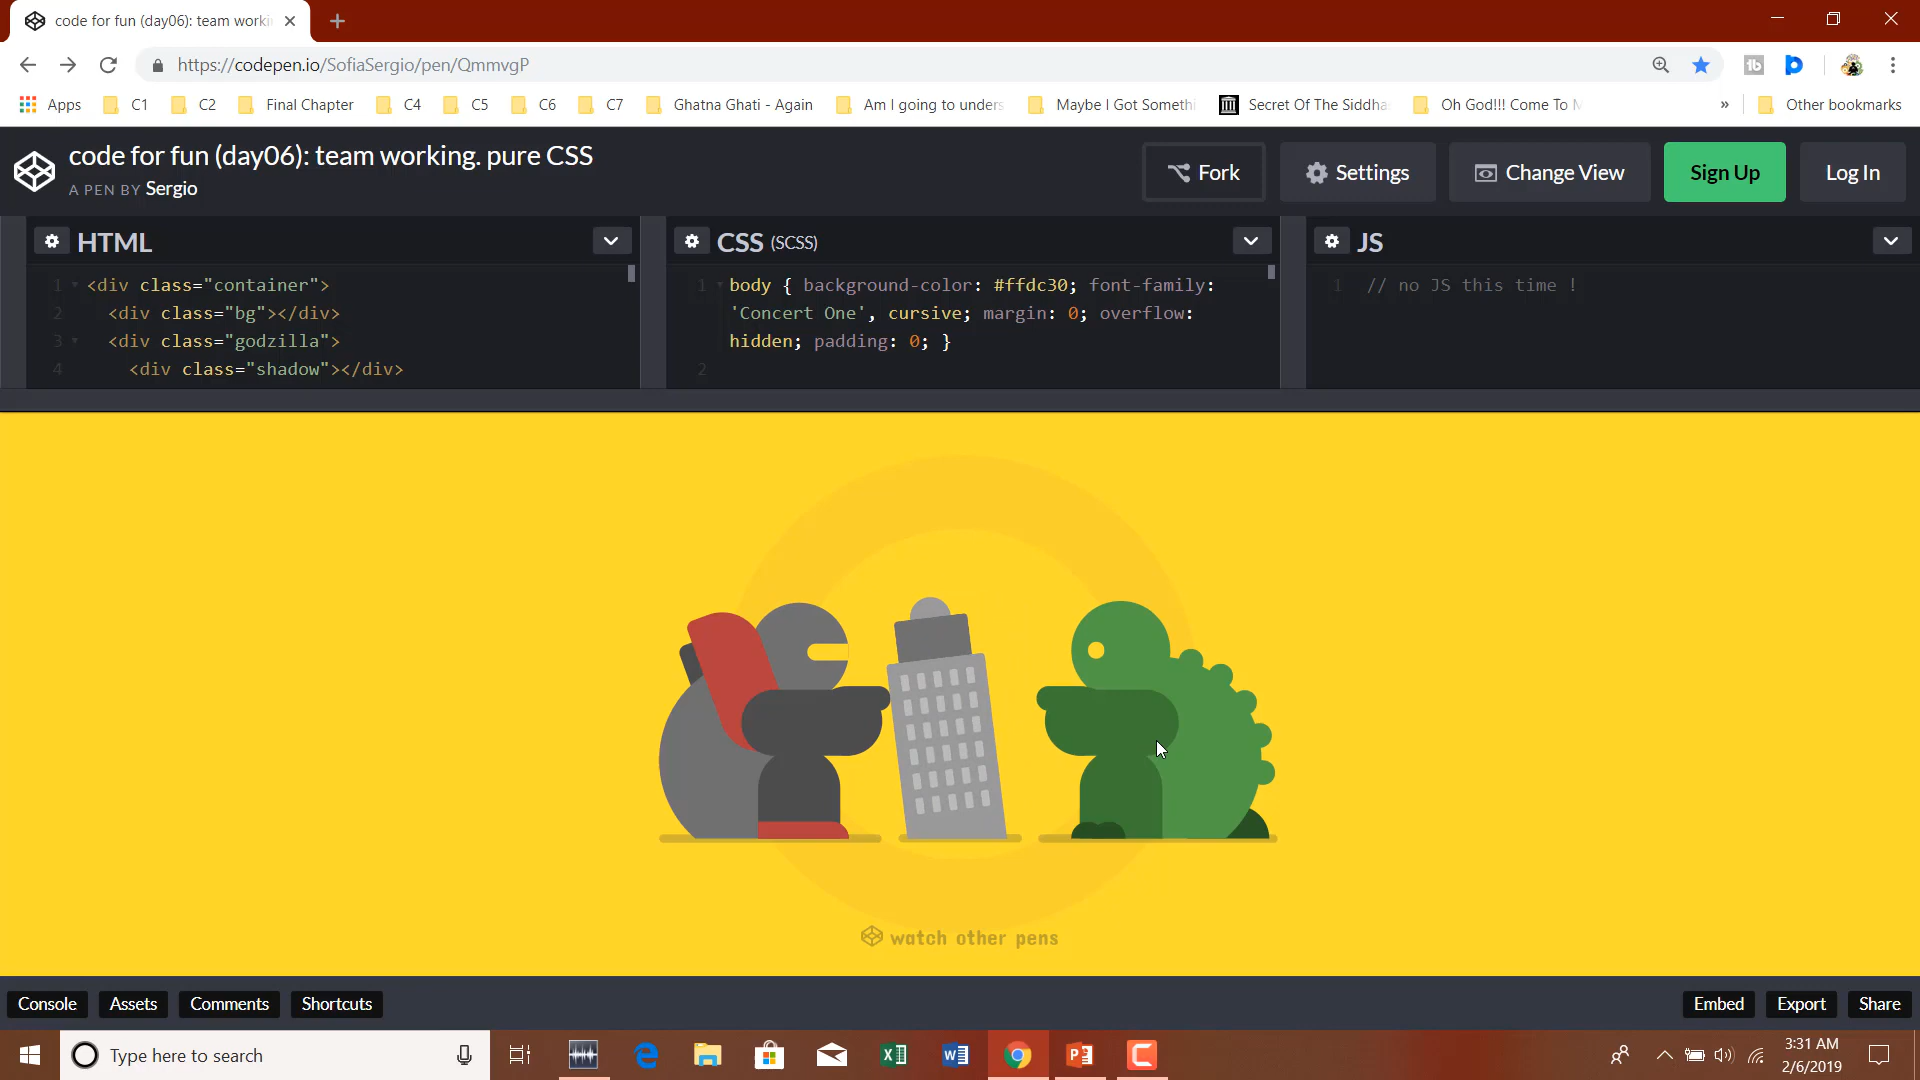 code for fun (day06): team worki
https://codepen.io/SofiaSergio/pen/QmmvgP
Apps C1 C2 Final Chapter C4 C5 C6 C7 Ghatna Ghati - Again Am I going to unders Maybe I Got Somethi Secret Of The Siddha Oh God!!! Come To M » Other bookmarks
code for fun (day06): team working. pure CSS
A PEN BY Sergio
Fork Settings Change View Sign Up Log In
HTML CSS (SCSS) JS
1 <div class="container">
2 <div class="bg"></div>
3 <div class="godzilla">
4 <div class="shadow"></div>
1 body { background-color: #ffdc30; font-family:
'Concert One', cursive; margin: 0; overflow:
hidden; padding: 0; }
2
1 // no JS this time !
watch other pens
Console Assets Comments Shortcuts Embed Export Share
Type here to search
3:31 AM
2/6/2019